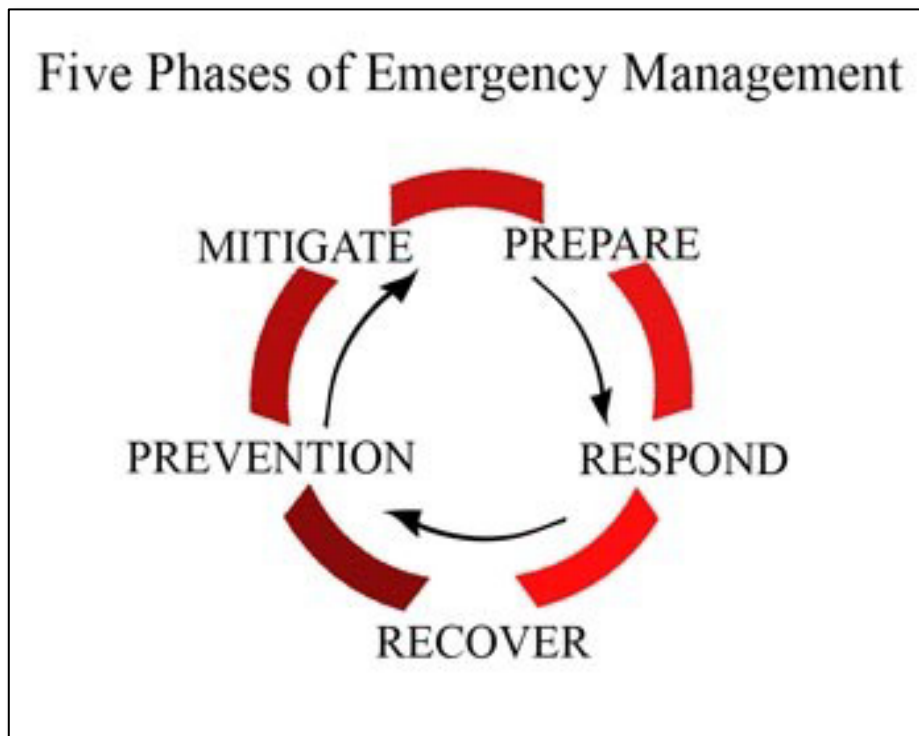 Five Phases of Emergency Management
MITIGATE
PREPARE
PREVENTION
RESPOND
RECOVER